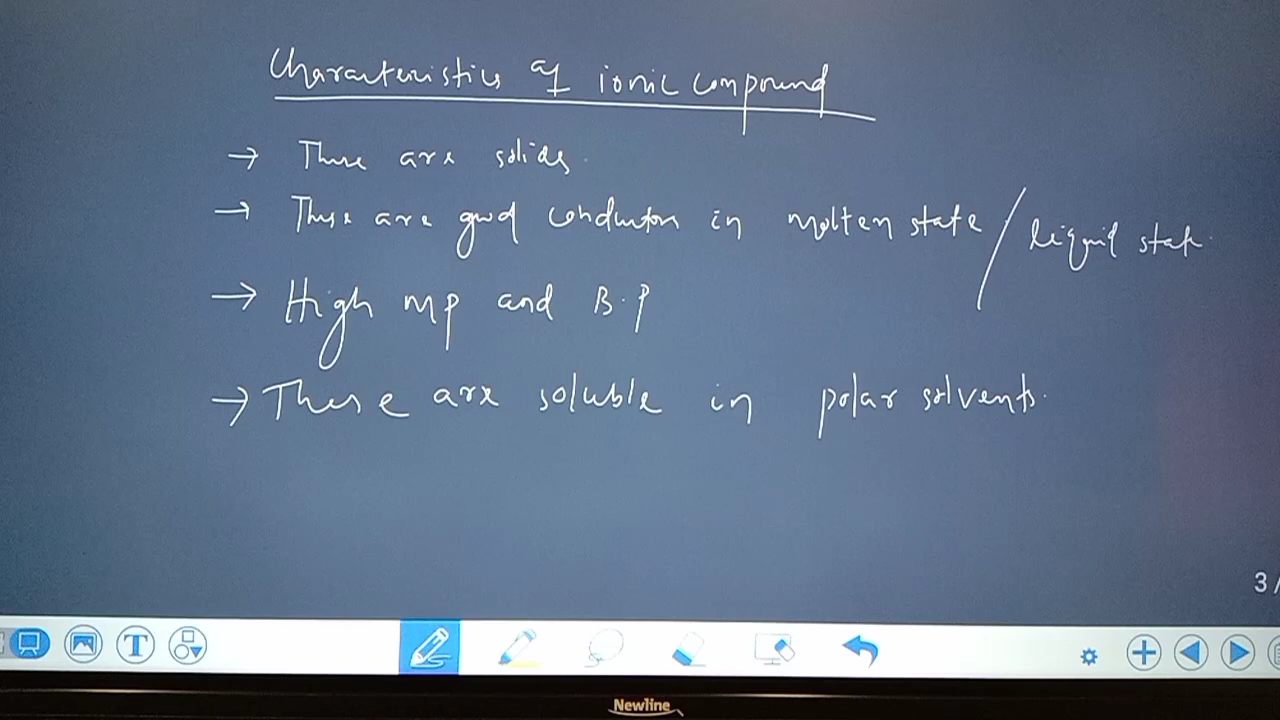 Characteristics of ionic compound
→ These are solids.
→ These are good conductors in molten state / liquid state.
→ High MP and B.P
→ These are soluble in polar solvents.
3/
T
Newline